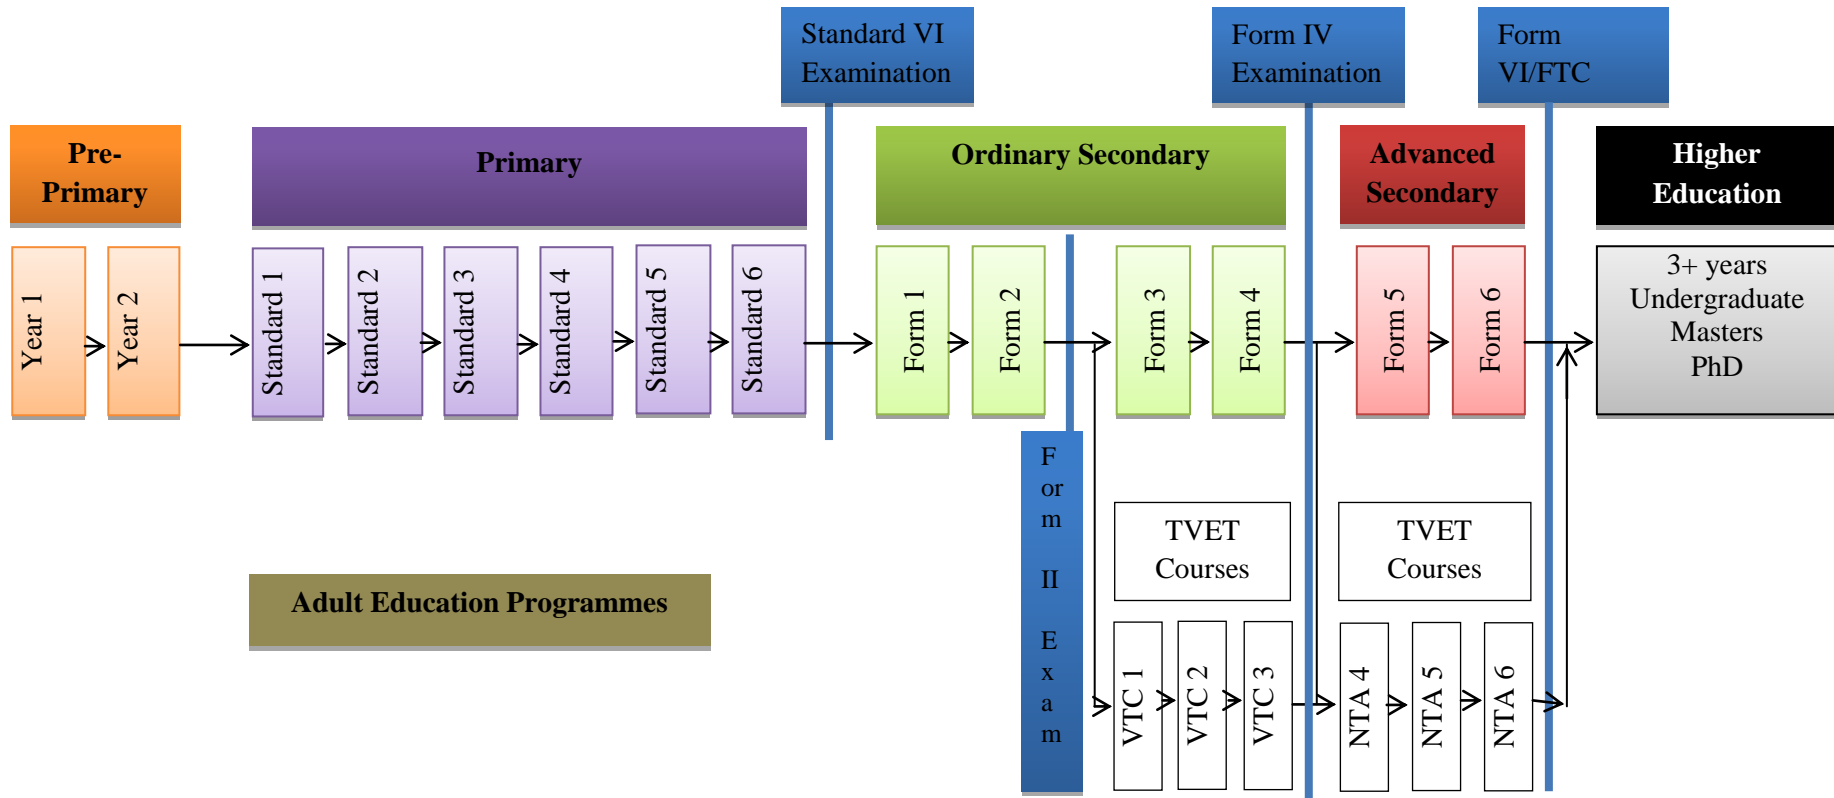 Standard VI
Examination
Form IV
Examination
Form
VI/FTC
Pre-
Primary
Primary
Ordinary Secondary
Advanced
Secondary
Higher
Education
Year 1
Year 2
Standard 1
Standard 2
Standard 3
Standard 4
Standard 5
Standard 6
Form 1
Form 2
Form 3
Form 4
Form 5
Form 6
3+ years
Undergraduate
Masters
PhD
F
or
m
II
E
x
a
m
TVET
Courses
TVET
Courses
Adult Education Programmes
VTC 1
VTC 2
VTC 3
NTA 4
NTA 5
NTA 6